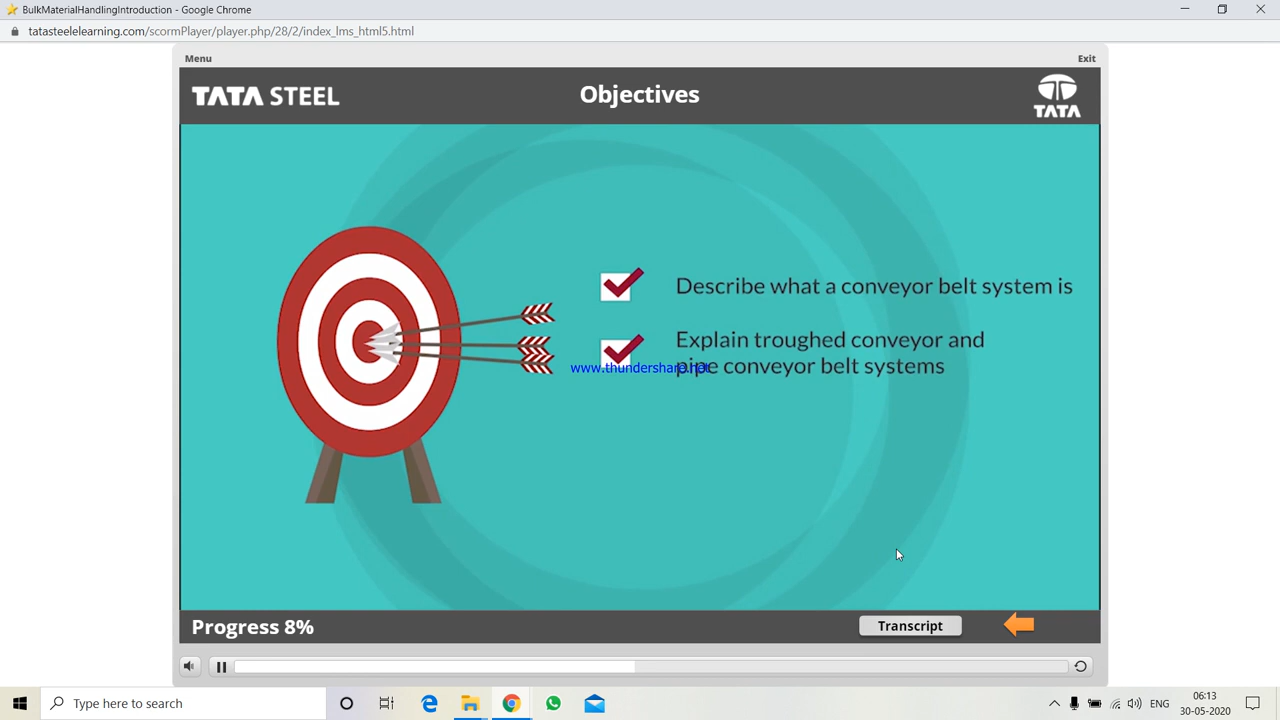 BulkMaterialHandlingIntroduction - Google Chrome
tatasteelelearning.com/scormPlayer/player.php/28/2/index_lms_html5.html
Menu
Exit
TATA STEEL
Objectives
TATA
Describe what a conveyor belt system is
Explain troughed conveyor and
pipe conveyor belt systems
www.thundershare.net
Progress 8%
Transcript
Type here to search
ENG
06:13
30-05-2020